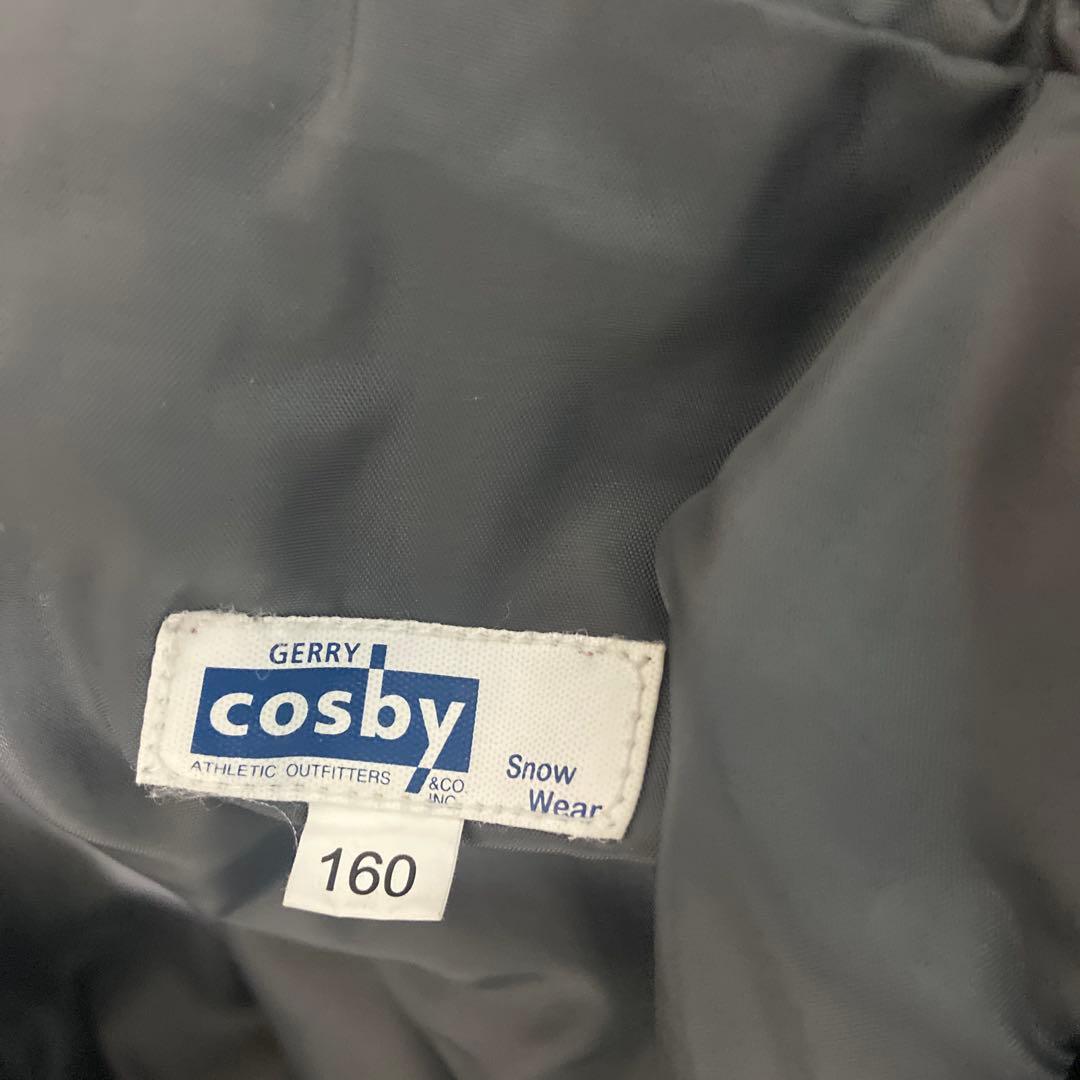 GERRY
cosby
ATHLETIC OUTFITTERS &CO.
INC.
Snow
Wear
160